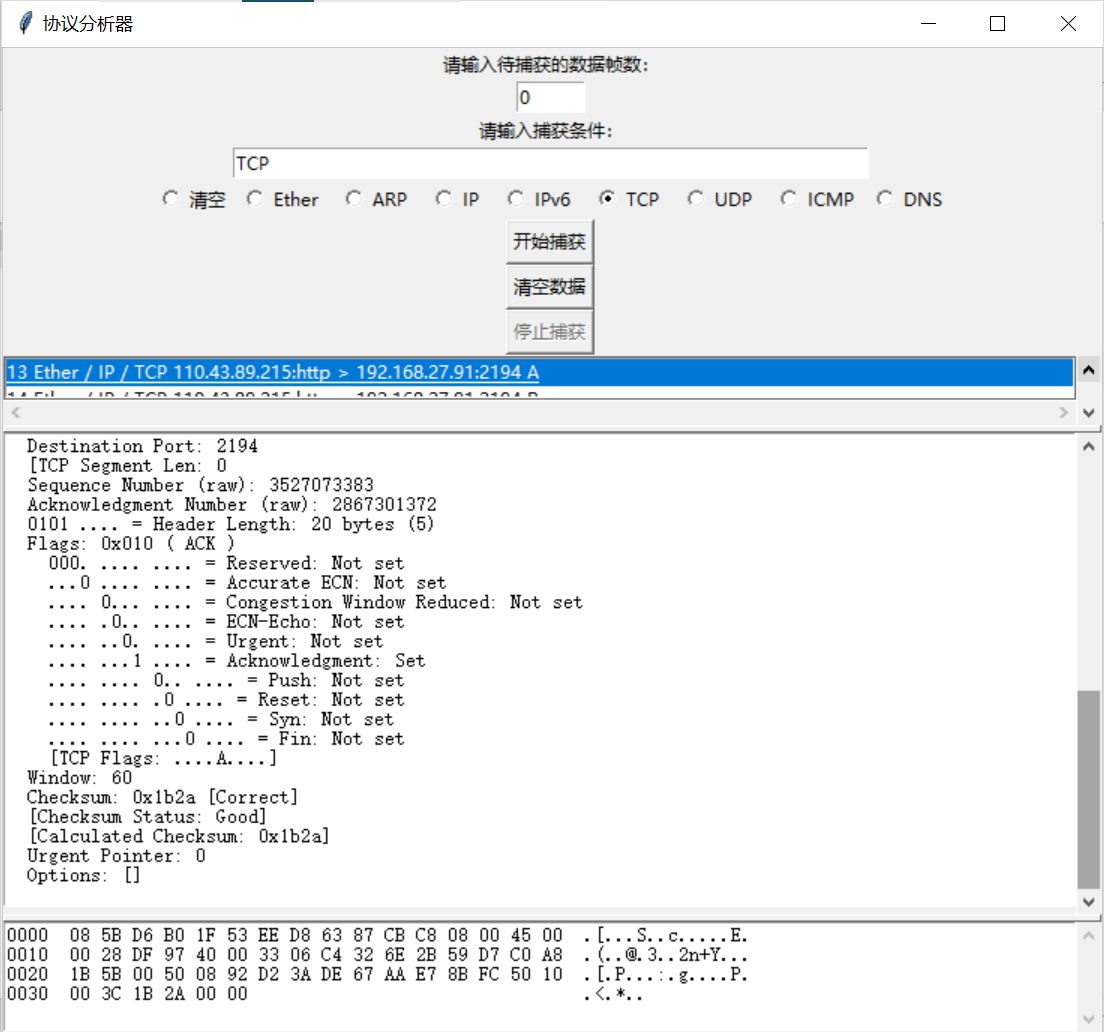 协议分析器
请输入待捕获的数据帧数:
0
请输入捕获条件:
TCP
清空 Ether ARP IP IPv6 TCP UDP ICMP DNS
开始捕获
清空数据
停止捕获
13 Ether / IP / TCP 110.43.89.215:http > 192.168.27.91:2194 A
Destination Port: 2194
[TCP Segment Len: 0
Sequence Number (raw): 3527073383
Acknowledgment Number (raw): 2867301372
0101 .... = Header Length: 20 bytes (5)
Flags: 0x010 ( ACK )
000. .... .... = Reserved: Not set
...0 .... .... = Accurate ECN: Not set
.... 0... .... = Congestion Window Reduced: Not set
.... .0.. .... = ECN-Echo: Not set
.... ..0. .... = Urgent: Not set
.... ...1 .... = Acknowledgment: Set
.... .... 0.. .... = Push: Not set
.... .... .0 .... = Reset: Not set
.... .... ..0 .... = Syn: Not set
.... .... ...0 .... = Fin: Not set
[TCP Flags: ....A....]
Window: 60
Checksum: 0x1b2a [Correct]
[Checksum Status: Good]
[Calculated Checksum: 0x1b2a]
Urgent Pointer: 0
Options: []
0000 08 5B D6 B0 1F 53 EE D8 63 87 CB C8 08 00 45 00 .[...S..c.....E.
0010 00 28 DF 97 40 00 33 06 C4 32 6E 2B 59 D7 C0 A8 .(..@.3..2n+Y...
0020 1B 5B 00 50 08 92 D2 3A DE 67 AA E7 8B FC 50 10 .[.P...:.g....P.
0030 00 3C 1B 2A 00 00 .<.*..